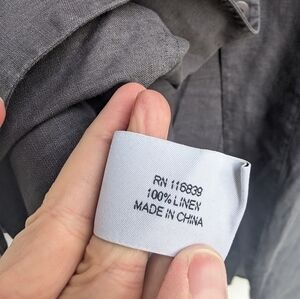 RN 116839
100% LINEN
MADE IN CHINA